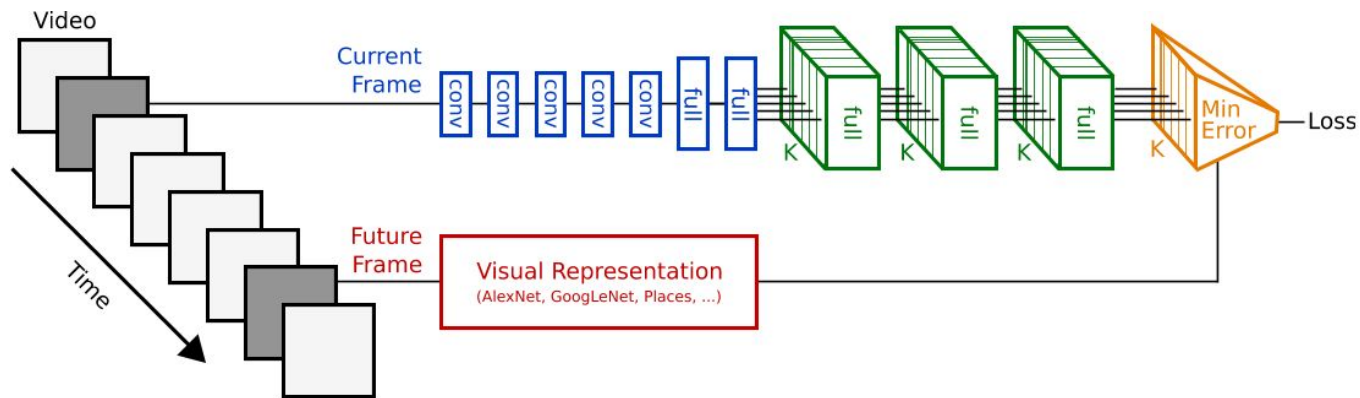 Video
Current
Frame
conv
conv
conv
conv
conv
full
full
full
K
full
K
full
K
Min
Error
K
Loss
Time
Future
Frame
Visual Representation
(AlexNet, GoogLeNet, Places, ...)